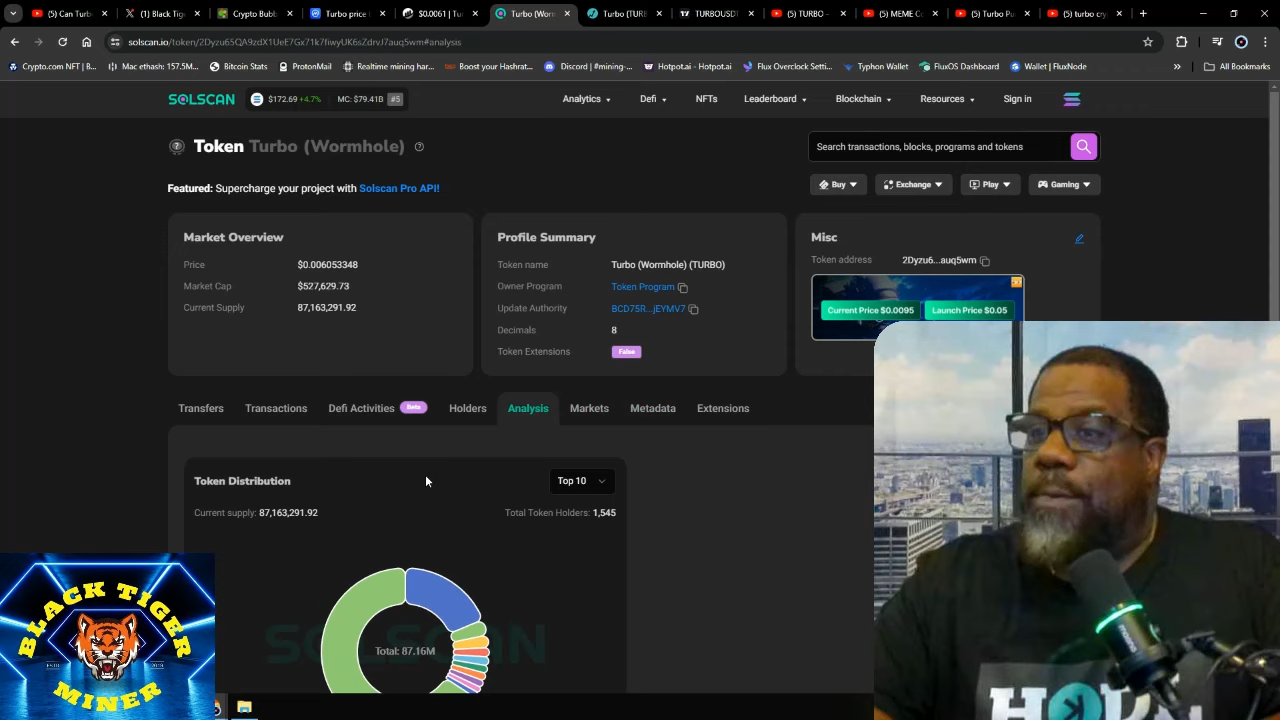 (5) Can Turb
(1) Black Tige
Crypto Bubb
Turbo price t
$0.0061 | Tur
Turbo (Worm
Turbo (TURB
TURBOUSDT
(5) TURBO -
(5) MEME C
(5) Turbo Pu
(5) turbo cry
solscan.io/token/2Dyzu65QA9zdX1UeE7Gx71k7fiwyUK6sZdrvJ7auq5wm#analysis
Crypto.com NFT | B...
Mac ethash: 157.5M...
Bitcoin Stats
ProtonMail
Realtime mining har...
Boost your Hashrat...
Discord | #mining-...
Hotpot.ai - Hotpot.ai
Flux Overclock Setti...
Typhon Wallet
FluxOS Dashboard
Wallet | FluxNode
»
All Bookmarks
SOLSCAN
$172.69 +4.7%
MC: $79.41B
#5
Analytics
Defi
NFTs
Leaderboard
Blockchain
Resources
Sign in
Token Turbo (Wormhole)
Search transactions, blocks, programs and tokens
Featured: Supercharge your project with Solscan Pro API!
Buy
Exchange
Play
Gaming
Market Overview
Price $0.006053348
Market Cap $527,629.73
Current Supply 87,163,291.92
Profile Summary
Token name Turbo (Wormhole) (TURBO)
Owner Program Token Program
Update Authority BCD75R...jEYMV7
Decimals 8
Token Extensions False
Misc
Token address 2Dyzu6...auq5wm
Current Price $0.0095
Launch Price $0.05
Transfers
Transactions
Defi Activities Beta
Holders
Analysis
Markets
Metadata
Extensions
Token Distribution
Top 10
Current supply: 87,163,291.92
Total Token Holders: 1,545
SOLSCAN
Total: 87.16M
BLACK TIGER
ESTD
2019
MINER